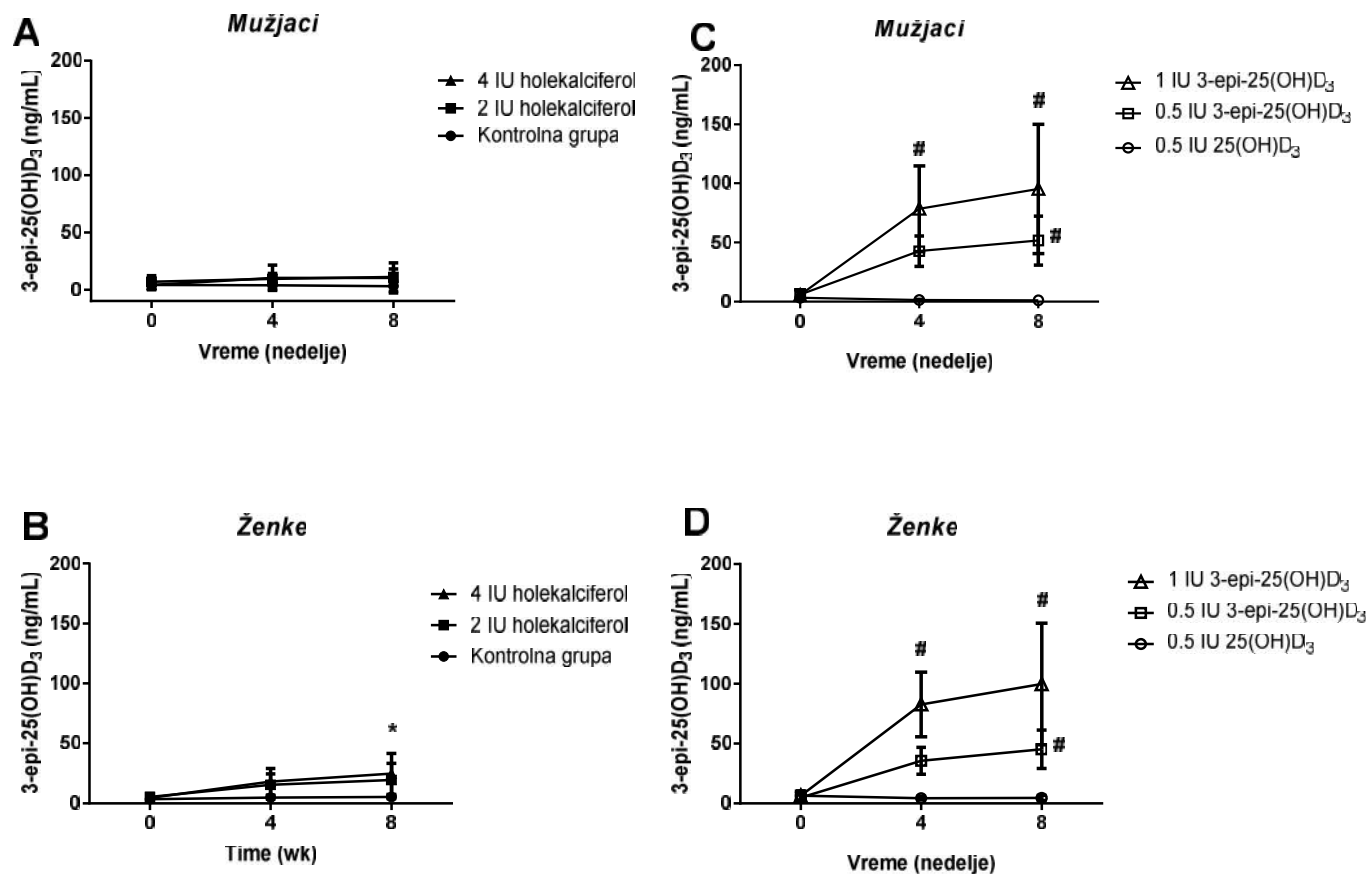 A
Mužjaci
3-epi-25(OH)D3 (ng/mL)
200
150
100
50
0
0 4 8
Vreme (nedelje)
4 IU holekalciferol
2 IU holekalciferol
Kontrolna grupa
C
Mužjaci
3-epi-25(OH)D3 (ng/mL)
200
150
100
50
0
# # #
0 4 8
Vreme (nedelje)
1 IU 3-epi-25(OH)D3
0.5 IU 3-epi-25(OH)D3
0.5 IU 25(OH)D3
B
Ženke
3-epi-25(OH)D3 (ng/mL)
200
150
100
50
0
*
0 4 8
Time (wk)
4 IU holekalciferol
2 IU holekalciferol
Kontrolna grupa
D
Ženke
3-epi-25(OH)D3 (ng/mL)
200
150
100
50
0
# # #
0 4 8
Vreme (nedelje)
1 IU 3-epi-25(OH)D3
0.5 IU 3-epi-25(OH)D3
0.5 IU 25(OH)D3